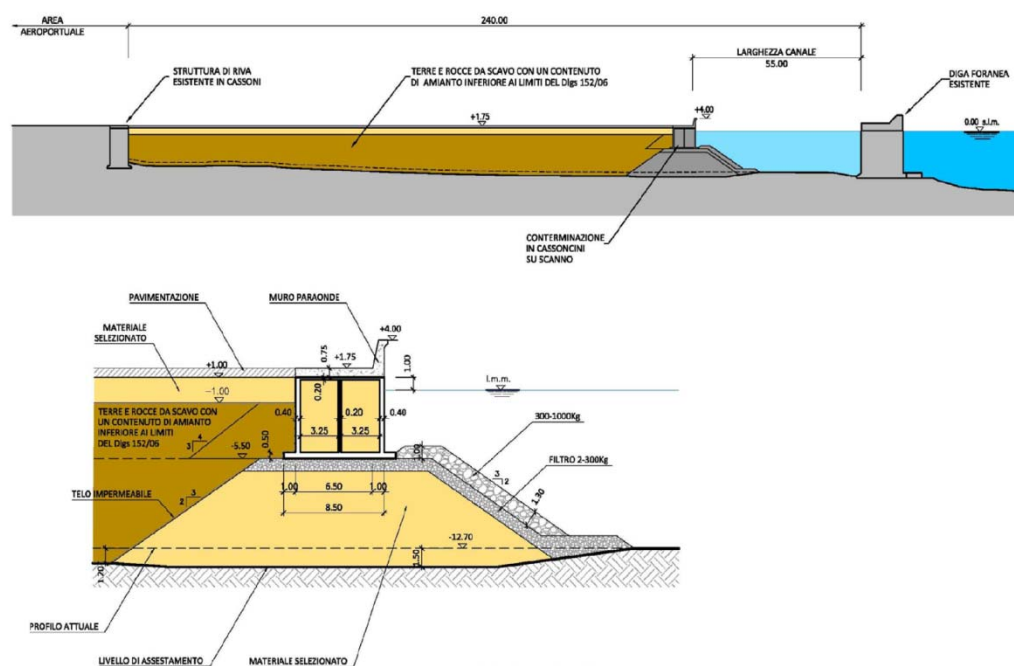 AREA
AEROPORTUALE
240.00
LARGHEZZA CANALE
55.00
STRUTTURA DI RIVA
ESISTENTE IN CASSONI
TERRE E ROCCE DA SCAVO CON UN CONTENUTO
DI AMIANTO INFERIORE AI LIMITI DEL Dlgs 152/06
DIGA FORANEA
ESISTENTE
+4.00
+1.75
0.00 s.l.m.
CONTERMINAZIONE
IN CASSONCINI
SU SCANNO
PAVIMENTAZIONE
MURO PARAONDE
MATERIALE
SELEZIONATO
+4.00
+1.00
0.75
+1.75
1.00
-1.00
0.20
l.m.m.
TERRE E ROCCE DA SCAVO CON
UN CONTENUTO DI AMIANTO
INFERIORE AI LIMITI
DEL Dlgs 152/06
0.40
0.20
0.40
3.25
3.25
300-1000Kg
4
3
0.50
-5.50
1.00
FILTRO 2-300Kg
3
2
TELO IMPERMEABILE
3
2
1.00
6.50
1.00
8.50
1.30
-12.70
1.50
1.20
PROFILO ATTUALE
LIVELLO DI ASSESTAMENTO
MATERIALE SELEZIONATO